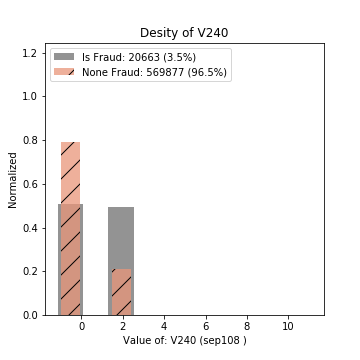 Desity of V240
Is Fraud: 20663 (3.5%)
None Fraud: 569877 (96.5%)
1.2
1.0
0.8
0.6
0.4
0.2
0.0
Normalized
0
2
4
6
8
10
Value of: V240 (sep108 )